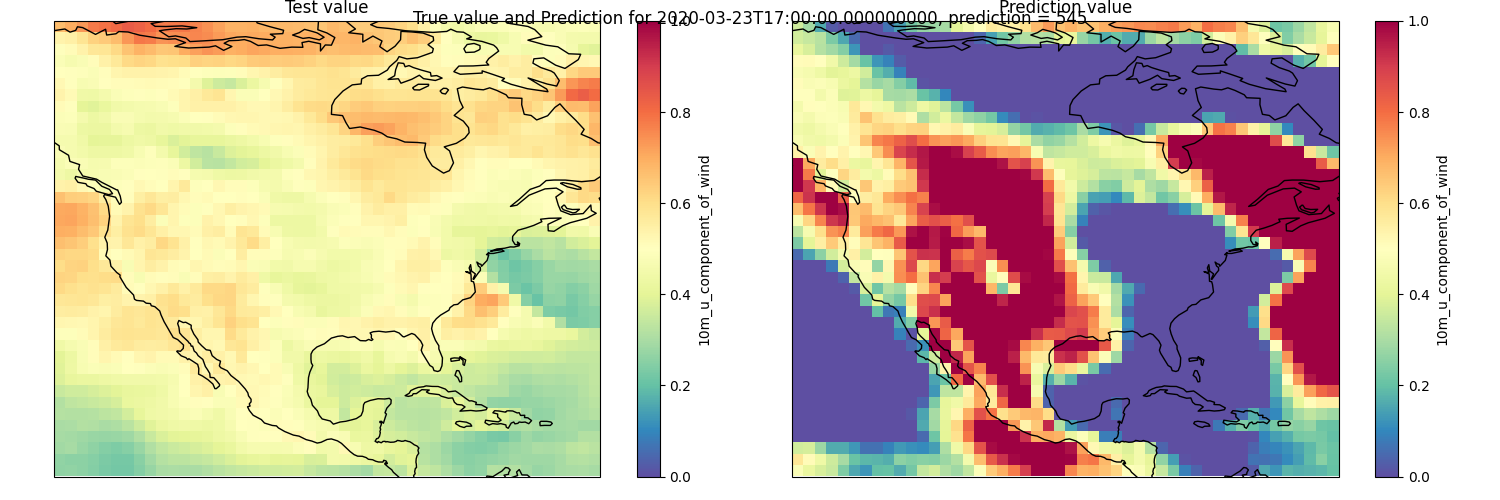 Test value
Prediction value
True value and Prediction for 2020-03-23T17:00:00.000000000, prediction = 545
1.0
0.8
0.6
0.4
0.2
0.0
10m_u_component_of_wind
1.0
0.8
0.6
0.4
0.2
0.0
10m_u_component_of_wind